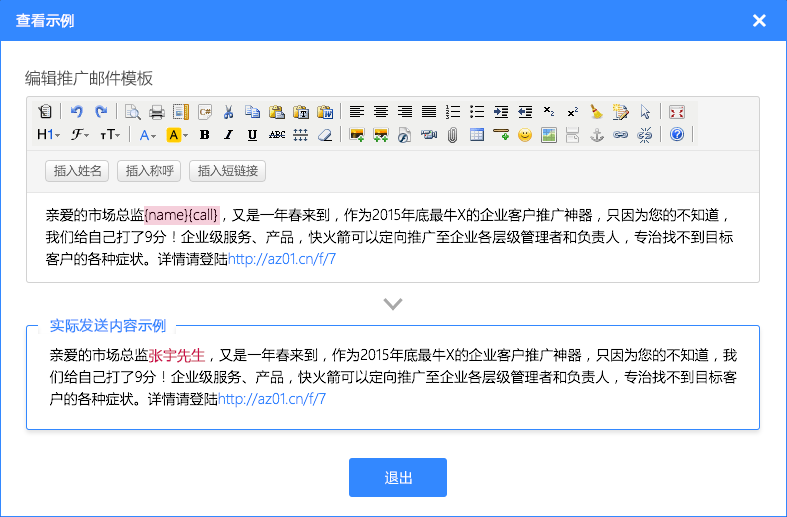 查看示例
编辑推广邮件模板
H1 F TT A A B I U ABC
插入姓名 插入称呼 插入短链接
亲爱的市场总监{name}{call}，又是一年春来到，作为2015年底最牛X的企业客户推广神器，只因为您的不知道，
我们给自己打了9分！企业级服务、产品，快火箭可以定向推广至企业各层级管理者和负责人，专治找不到目标
客户的各种症状。详情请登陆http://az01.cn/f/7
实际发送内容示例
亲爱的市场总监张宇先生，又是一年春来到，作为2015年底最牛X的企业客户推广神器，只因为您的不知道，我
们给自己打了9分！企业级服务、产品，快火箭可以定向推广至企业各层级管理者和负责人，专治找不到目标客
户的各种症状。详情请登陆http://az01.cn/f/7
退出